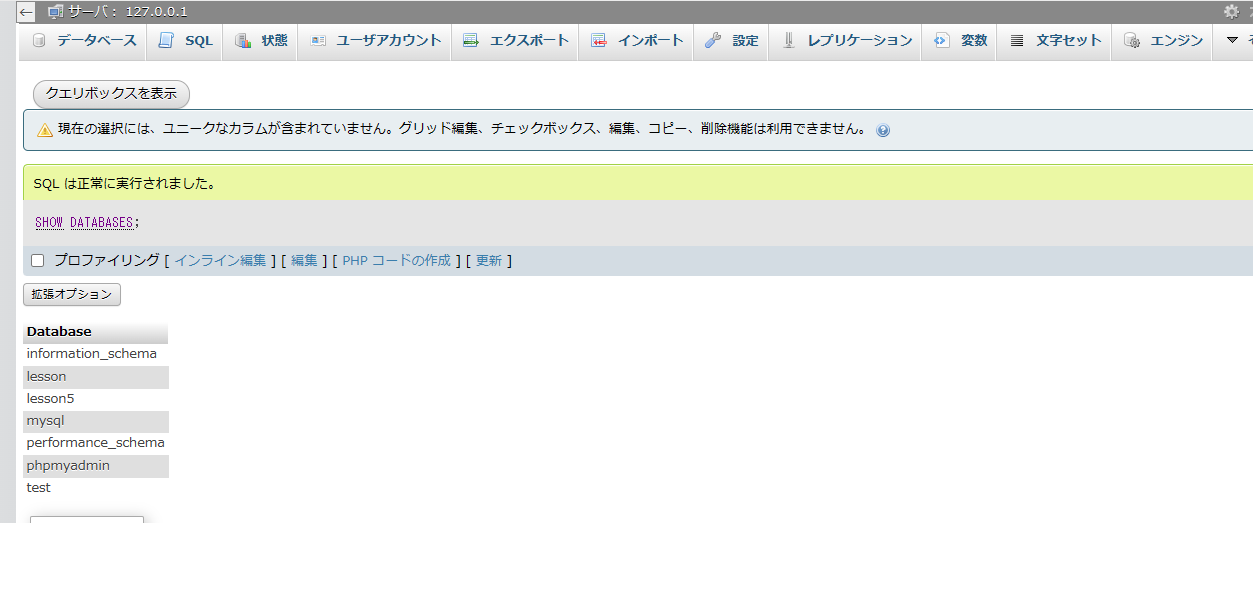 サーバ： 127.0.0.1
データベース SQL 状態 ユーザアカウント エクスポート インポート 設定 レプリケーション 変数 文字セット エンジン
クエリボックスを表示
現在の選択には、ユニークなカラムが含まれていません。グリッド編集、チェックボックス、編集、コピー、削除機能は利用できません。
SQL は正常に実行されました。
SHOW DATABASES;
プロファイリング [ インライン編集 ] [ 編集 ] [ PHP コードの作成 ] [ 更新 ]
拡張オプション
Database
information_schema
lesson
lesson5
mysql
performance_schema
phpmyadmin
test